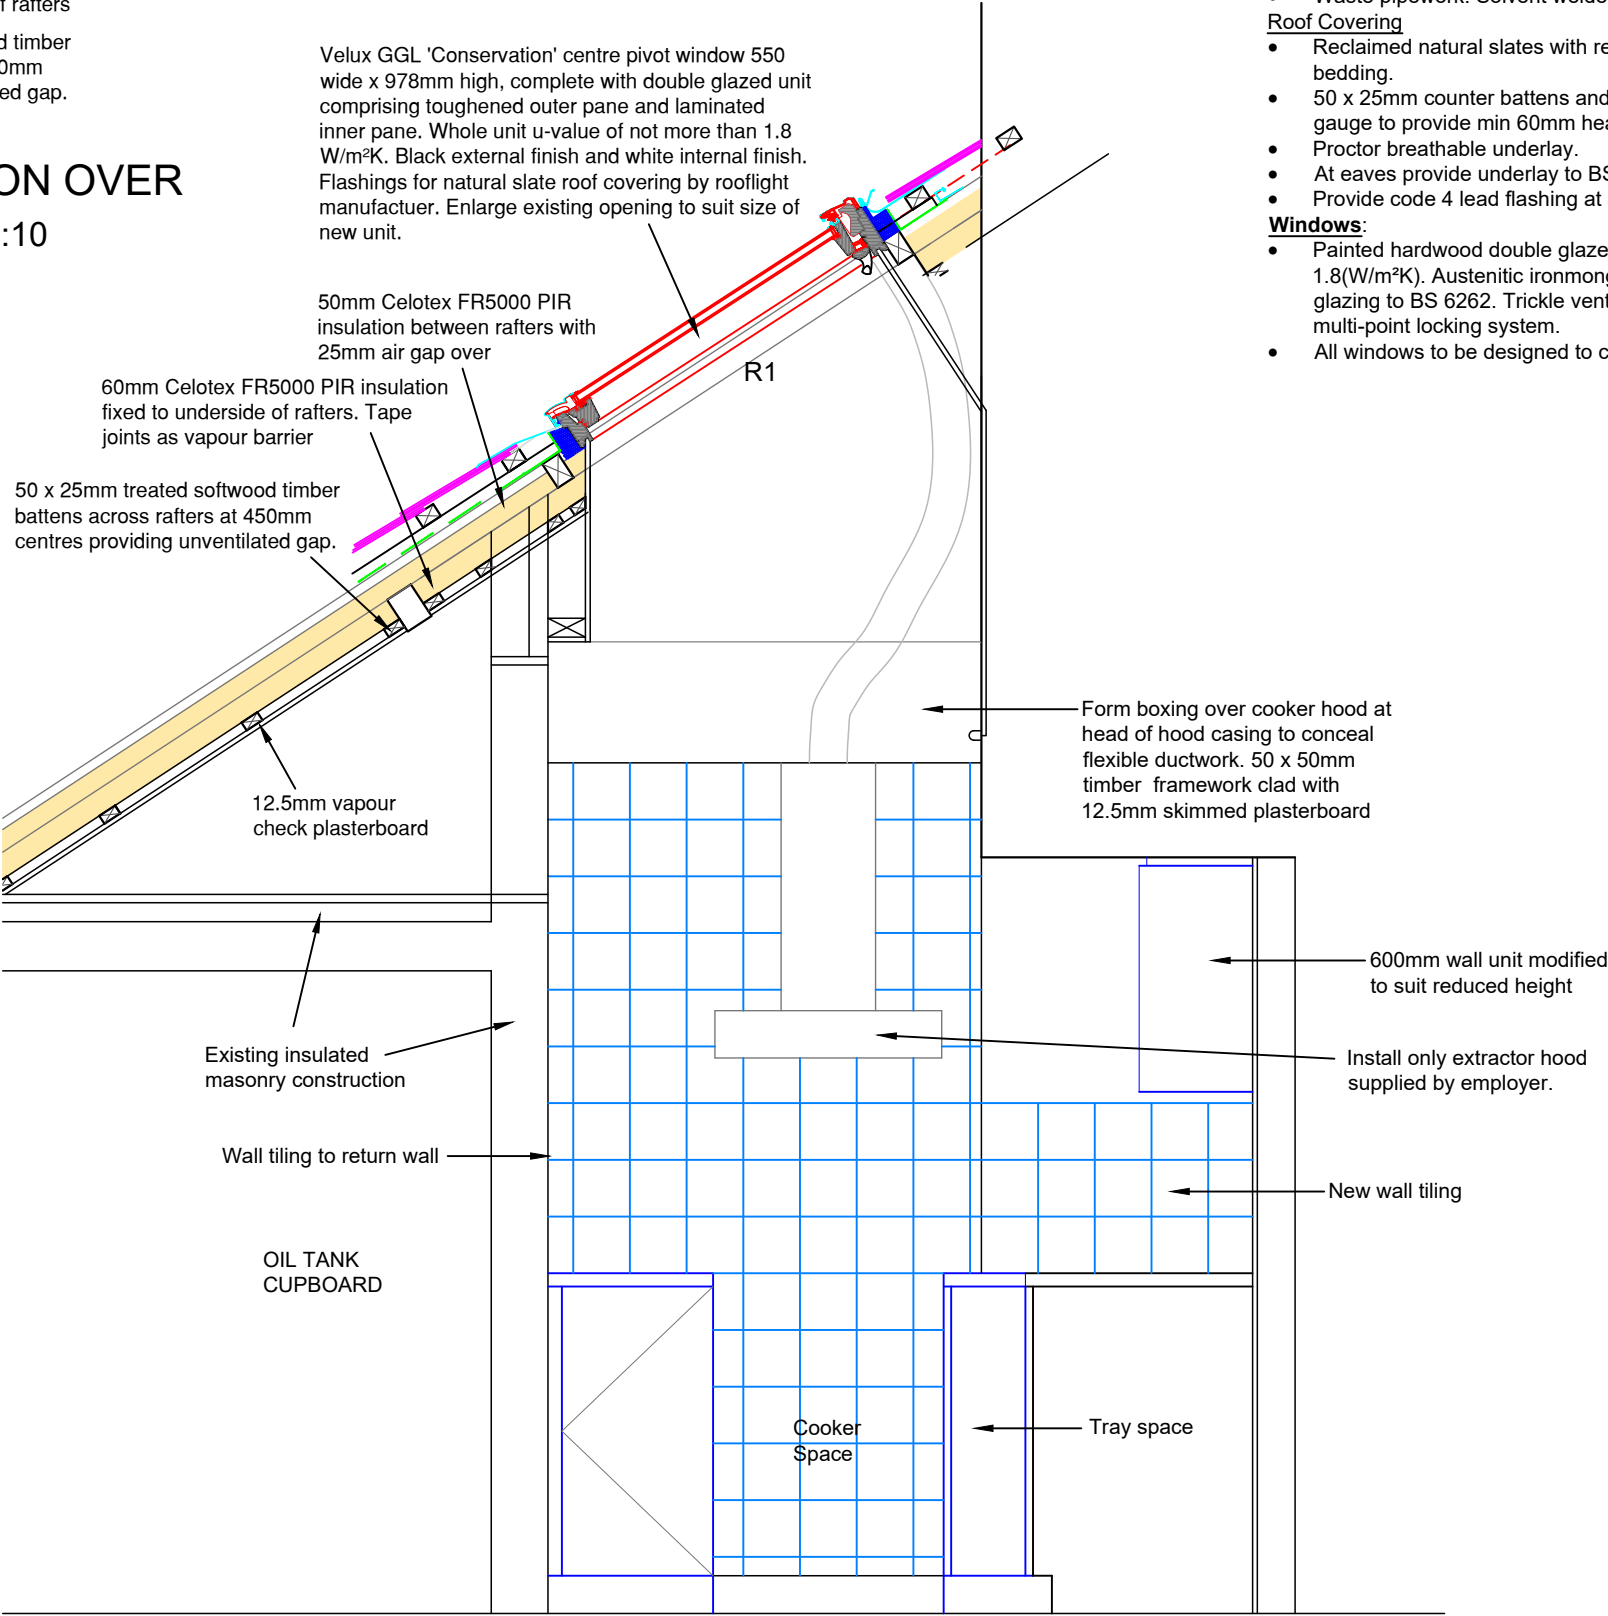 f rafters
d timber
0mm
ed gap.
ON OVER
:10
Velux GGL 'Conservation' centre pivot window 550
wide x 978mm high, complete with double glazed unit
comprising toughened outer pane and laminated
inner pane. Whole unit u-value of not more than 1.8
W/m²K. Black external finish and white internal finish.
Flashings for natural slate roof covering by rooflight
manufactuer. Enlarge existing opening to suit size of
new unit.
Roof Covering
• Reclaimed natural slates with re
bedding.
• 50 x 25mm counter battens and
gauge to provide min 60mm hea
• Proctor breathable underlay.
• At eaves provide underlay to BS
• Provide code 4 lead flashing at
Windows:
• Painted hardwood double glaze
1.8(W/m²K). Austenitic ironmong
glazing to BS 6262. Trickle vent
multi-point locking system.
• All windows to be designed to c
50mm Celotex FR5000 PIR
insulation between rafters with
25mm air gap over
R1
60mm Celotex FR5000 PIR insulation
fixed to underside of rafters. Tape
joints as vapour barrier
50 x 25mm treated softwood timber
battens across rafters at 450mm
centres providing unventilated gap.
12.5mm vapour
check plasterboard
Form boxing over cooker hood at
head of hood casing to conceal
flexible ductwork. 50 x 50mm
timber framework clad with
12.5mm skimmed plasterboard
600mm wall unit modified
to suit reduced height
Existing insulated
masonry construction
Install only extractor hood
supplied by employer.
Wall tiling to return wall
New wall tiling
OIL TANK
CUPBOARD
Cooker
Space
Tray space